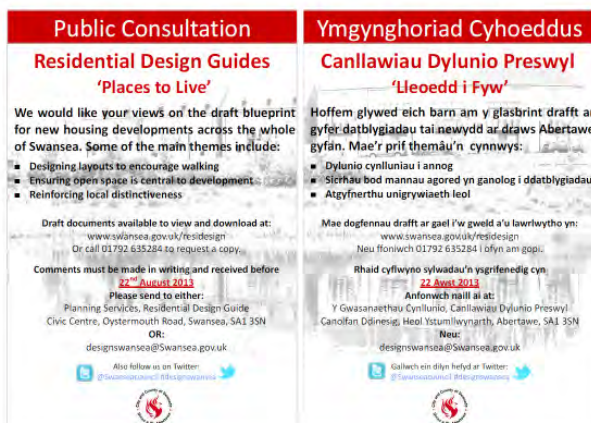 Public Consultation
Residential Design Guides
'Places to Live'
We would like your views on the draft blueprint
for new housing developments across the whole
of Swansea. Some of the main themes include:
▪ Designing layouts to encourage walking
▪ Ensuring open space is central to development
▪ Reinforcing local distinctiveness
Draft documents available to view and download at:
www.swansea.gov.uk/residesign
Or call 01792 635284 to request a copy.
Comments must be made in writing and received before
22nd August 2013
Please send to either:
Planning Services, Residential Design Guide
Civic Centre, Oystermouth Road, Swansea, SA1 3SN
OR:
designswansea@Swansea.gov.uk
Also follow us on Twitter:
@Swanseacouncil #designswansea
Ymgynghoriad Cyhoeddus
Canllawiau Dylunio Preswyl
'Lleoedd i Fyw'
Hoffem glywed eich barn am y glasbrint drafft ar
gyfer datblygiadau tai newydd ar draws Abertawe
gyfan. Mae'r prif themâu'n cynnwys:
▪ Dylunio cynlluniau i annog
▪ Sicrhau bod mannau agored yn ganolog i ddatblygiadau
▪ Atgyfnerthu unigrywiaeth leol
Mae dogfennau drafft ar gael i'w gweld a'u lawrlwytho yn:
www.swansea.gov.uk/residesign
Neu ffoniwch 01792 635284 i ofyn am gopi.
Rhaid cyflwyno sylwadau'n ysgrifenedig cyn
22 Awst 2013
Anfonwch naill ai at:
Y Gwasanaethau Cynllunio, Canllawiau Dylunio Preswyl
Canolfan Ddinesig, Heol Ystumllwynarth, Abertawe, SA1 3SN
Neu:
designswansea@Swansea.gov.uk
Gallwch ein dilyn hefyd ar Twitter:
@Swanseacouncil #designswansea